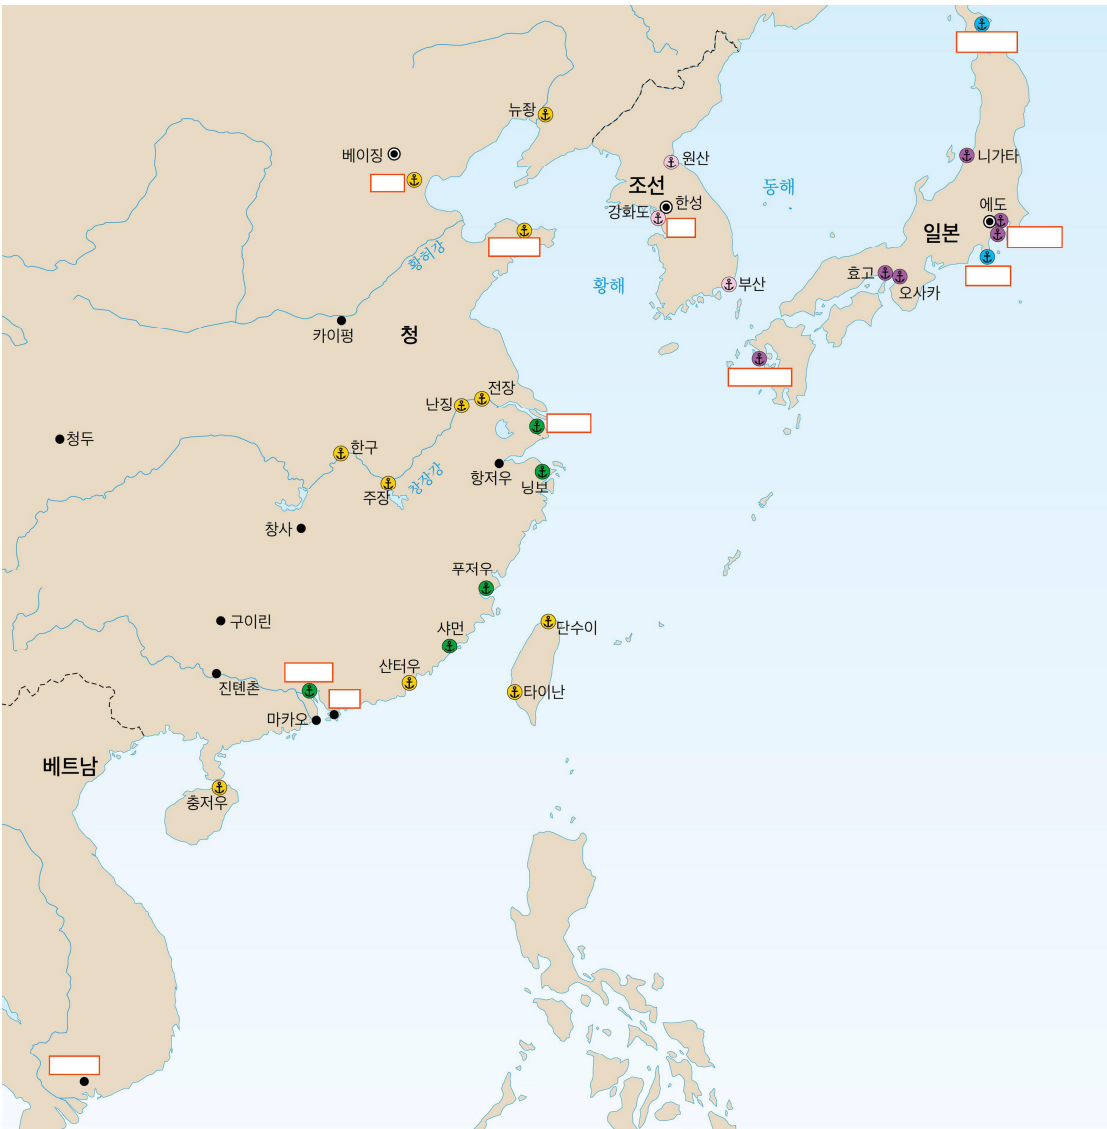 뉴좡
베이징
원산
니가타
동해
조선
한성
강화도
에도
일본
황허강
황해
부산
효고
오사카
카이펑
청
전장
난징
청두
한구
항저우
창장강
주장
닝보
창사
푸저우
구이린
샤먼
단수이
산터우
진톈촌
타이난
마카오
베트남
충저우